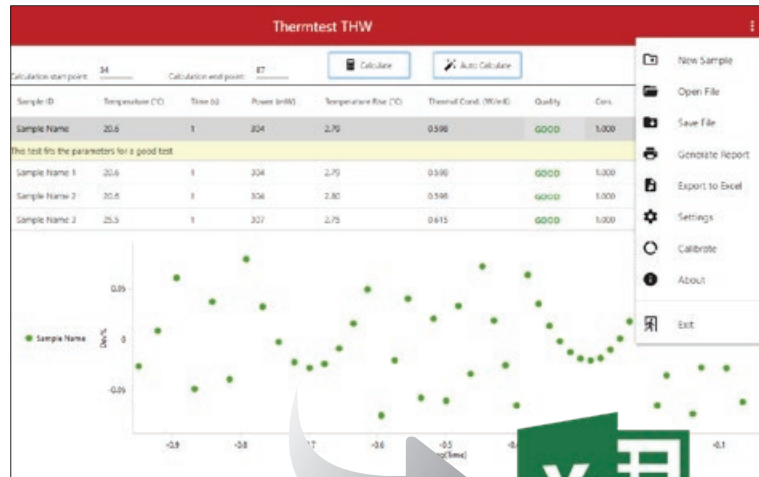 Thermtest THW
Calculation start point: 34 Calculation end point: 87 Calculate Auto Calculate
Sample ID Temperature (°C) Time (s) Power (mW) Temperature Rise (°C) Thermal Cond. (W/mK) Quality Corr.
Sample Name 20.6 1 304 2.79 0.598 GOOD 1.000
This test fits the parameters for a good test
Sample Name 1 20.6 1 304 2.79 0.598 GOOD 1.000
Sample Name 2 20.6 1 304 2.80 0.598 GOOD 1.000
Sample Name 3 25.5 1 307 2.75 0.615 GOOD 1.000
New Sample
Open File
Save File
Generate Report
Export to Excel
Settings
Calibrate
About
Exit
Sample Name
Dev%
0.05
0
-0.05
-0.9 -0.8 -0.6 -0.5 -0.1
X